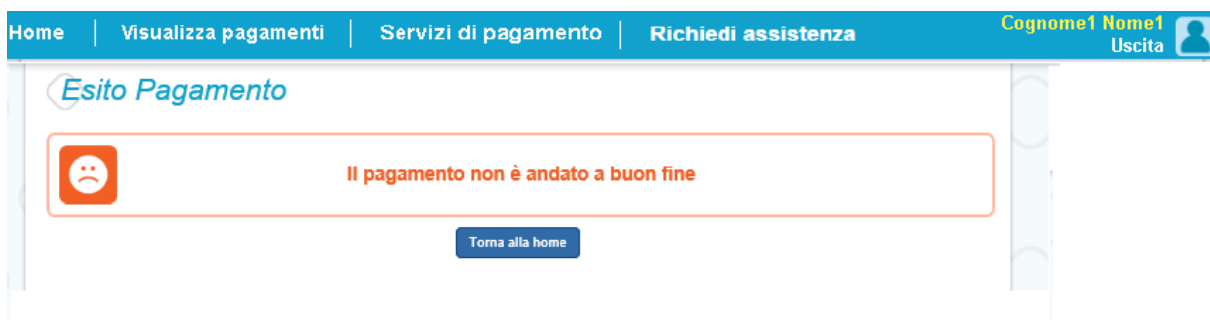 Home Visualizza pagamenti Servizi di pagamento Richiedi assistenza Cognome1 Nome1
Uscita
Esito Pagamento
Il pagamento non è andato a buon fine
Torna alla home